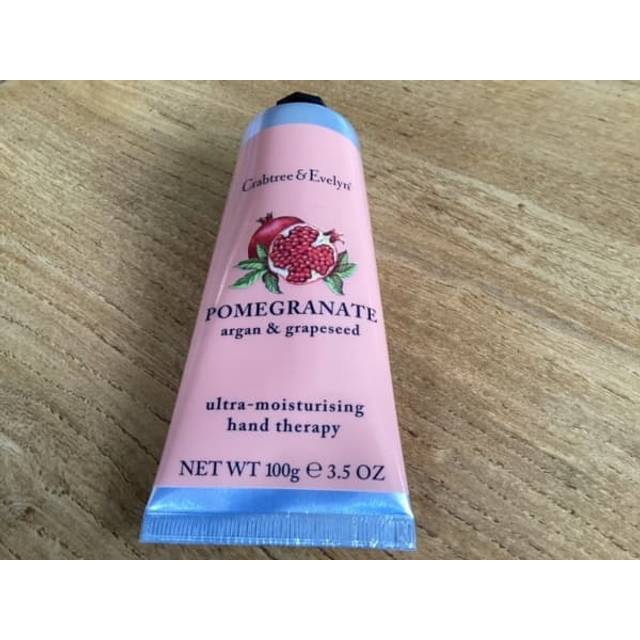 Crabtree & Evelyn®
POMEGRANATE
argan & grapeseed
ultra-moisturising
hand therapy
NET WT 100g ℮ 3.5 OZ